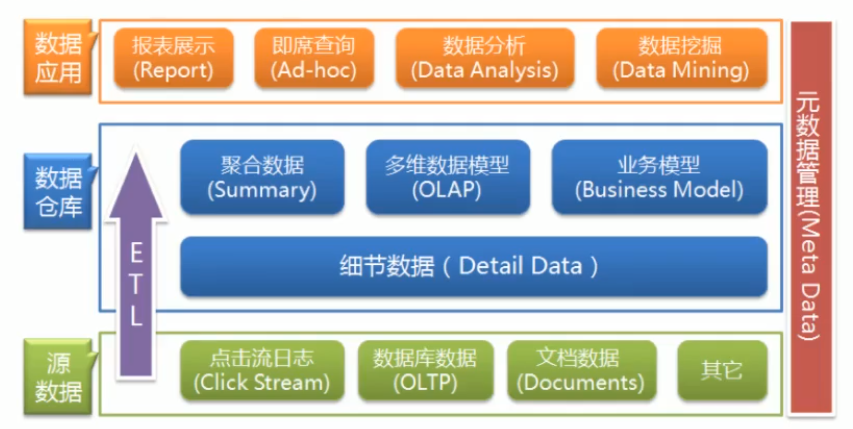 数据
应用
报表展示
(Report)
即席查询
(Ad-hoc)
数据分析
(Data Analysis)
数据挖掘
(Data Mining)
数据
仓库
聚合数据
(Summary)
多维数据模型
(OLAP)
业务模型
(Business Model)
细节数据（Detail Data）
ETL
源
数据
点击流日志
(Click Stream)
数据库数据
(OLTP)
文档数据
(Documents)
其它
元数据管理(Meta Data)